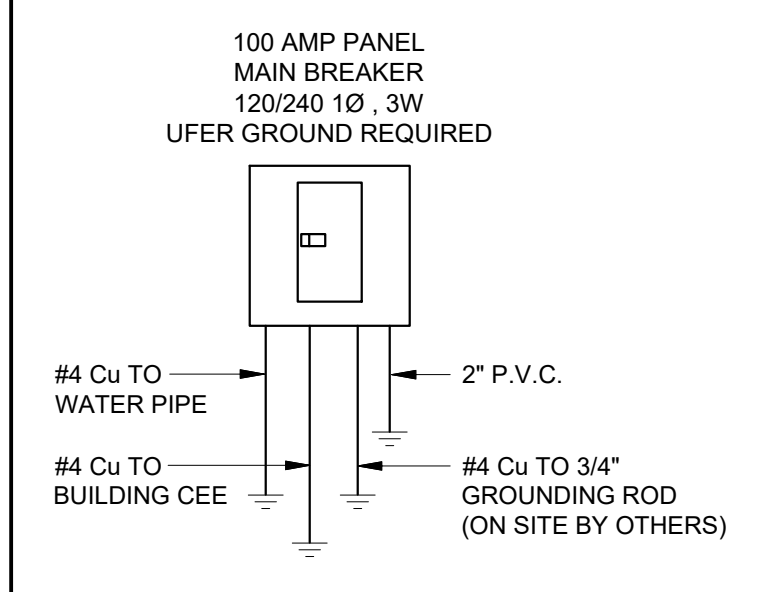 100 AMP PANEL
MAIN BREAKER
120/240 1Ø , 3W
UFER GROUND REQUIRED
#4 Cu TO
WATER PIPE
2" P.V.C.
#4 Cu TO
BUILDING CEE
#4 Cu TO 3/4"
GROUNDING ROD
(ON SITE BY OTHERS)